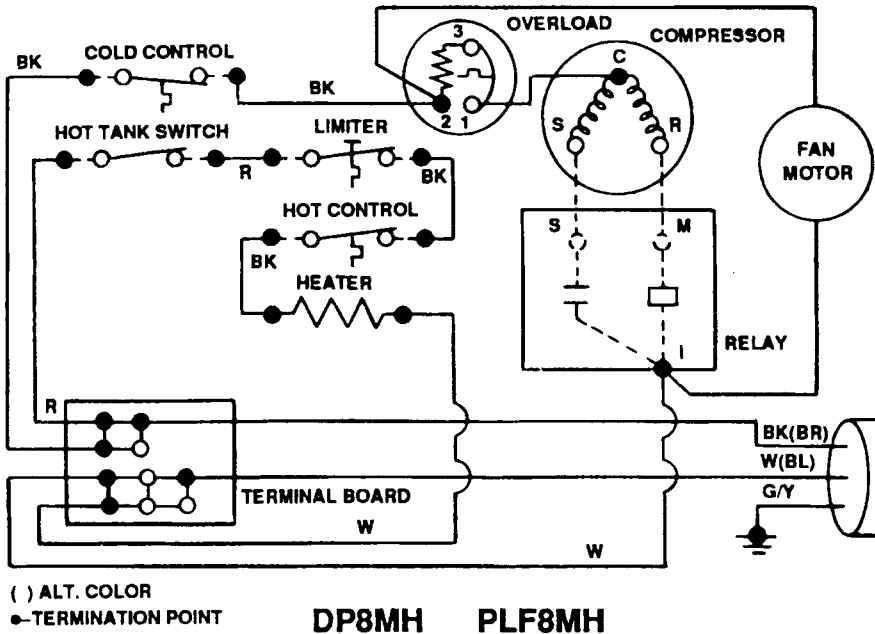 OVERLOAD
3
COMPRESSOR
COLD CONTROL
BK
BK
C
2
1
HOT TANK SWITCH
LIMITER
S
R
FAN
MOTOR
R
BK
HOT CONTROL
S
M
BK
HEATER
RELAY
I
R
BK(BR)
W(BL)
G/Y
TERMINAL BOARD
W
W
( ) ALT. COLOR
TERMINATION POINT
DP8MH PLF8MH